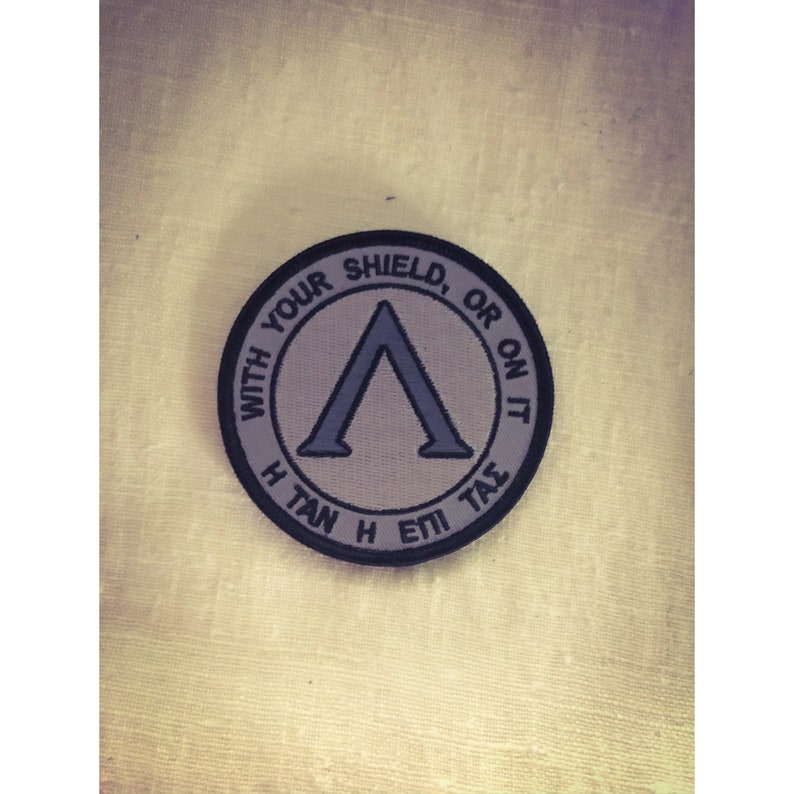 WITH YOUR SHIELD, OR ON IT
Λ
Η ΤΑΝ Η ΕΠΙ ΤΑΣ